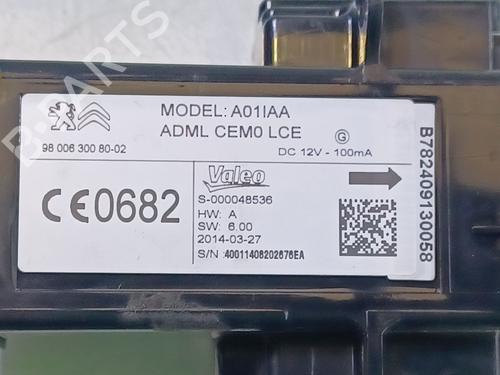 MODEL: A01IAA
ADML CEM0 LCE
G
98 006 300 80-02
DC 12V - 100mA
CE0682
Valeo
S-000048536
HW: A
SW: 6.00
2014-03-27
S/N : 40011408202676EA
B782409130058